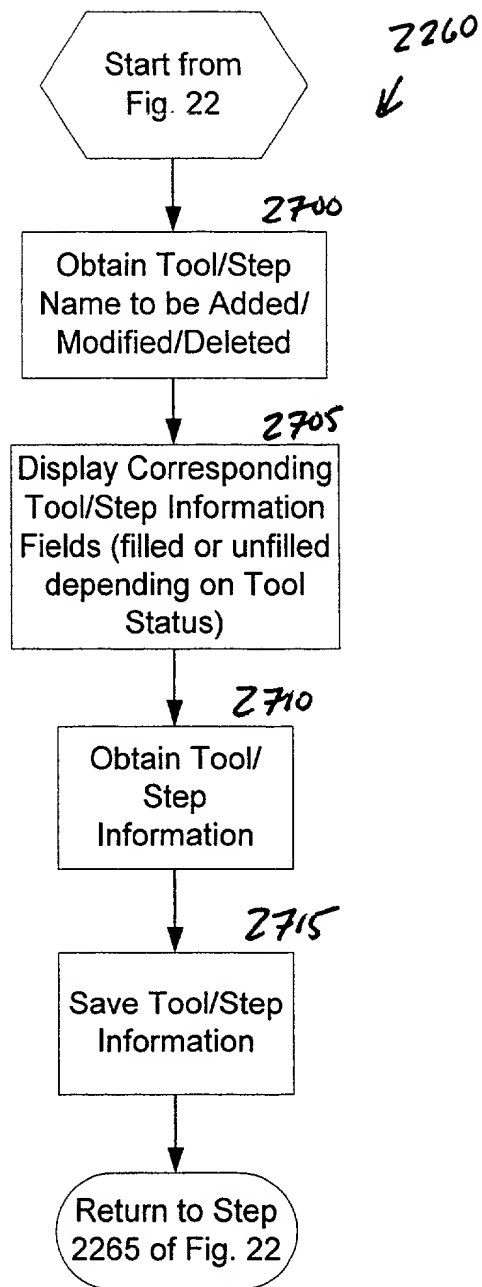 2260
Start from
Fig. 22
2700
Obtain Tool/Step
Name to be Added/
Modified/Deleted
2705
Display Corresponding
Tool/Step Information
Fields (filled or unfilled
depending on Tool
Status)
2710
Obtain Tool/
Step
Information
2715
Save Tool/Step
Information
Return to Step
2265 of Fig. 22